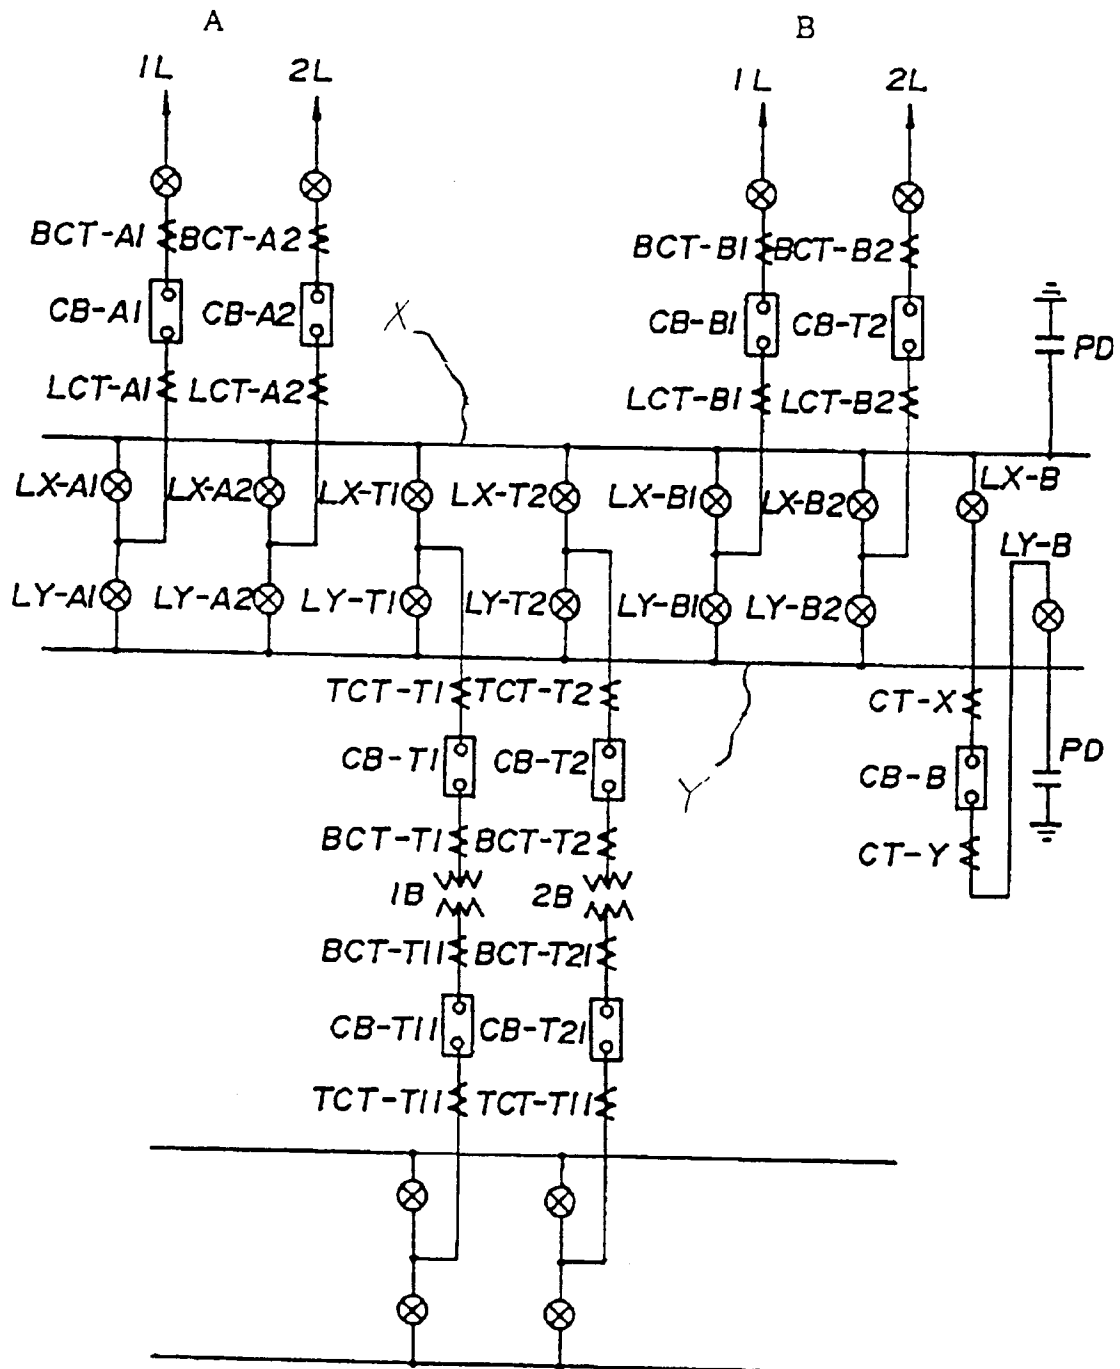 A B
1L 2L 1L 2L
BCT-A1 BCT-A2 BCT-B1 BCT-B2
CB-A1 CB-A2 X CB-B1 CB-T2 PD
LCT-A1 LCT-A2 LCT-B1 LCT-B2
LX-A1 LX-A2 LX-T1 LX-T2 LX-B1 LX-B2 LX-B
LY-B
LY-A1 LY-A2 LY-T1 LY-T2 LY-B1 LY-B2
TCT-T1 TCT-T2 CT-X
CB-T1 CB-T2 Y CB-B PD
BCT-T1 BCT-T2 CT-Y
1B 2B
BCT-T11 BCT-T21
CB-T11 CB-T21
TCT-T11 TCT-T11